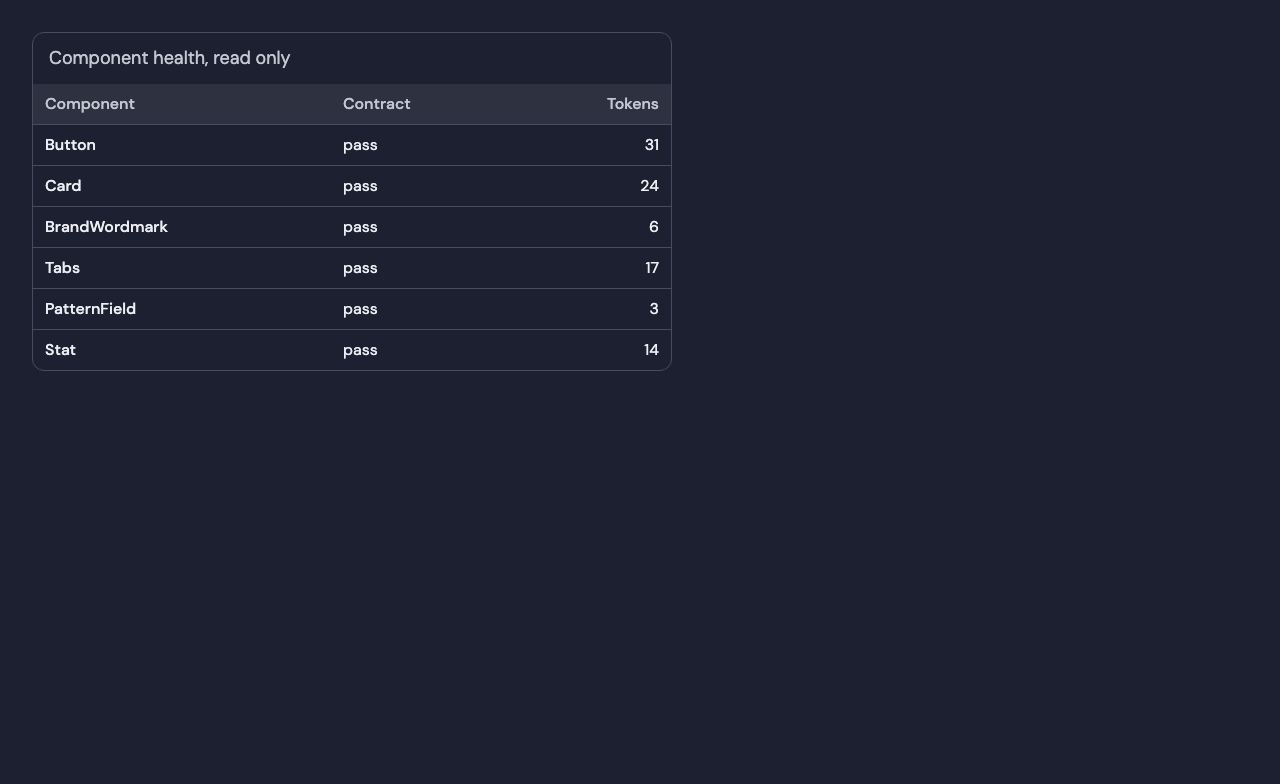 Component health, read only
Component Contract Tokens
Button pass 31
Card pass 24
BrandWordmark pass 6
Tabs pass 17
PatternField pass 3
Stat pass 14